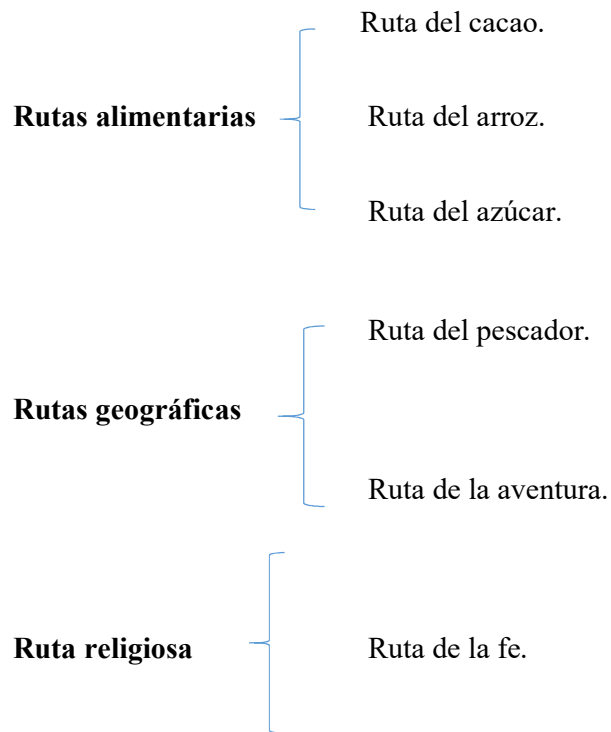 Ruta del cacao.
Rutas alimentarias
Ruta del arroz.
Ruta del azúcar.
Ruta del pescador.
Rutas geográficas
Ruta de la aventura.
Ruta religiosa
Ruta de la fe.